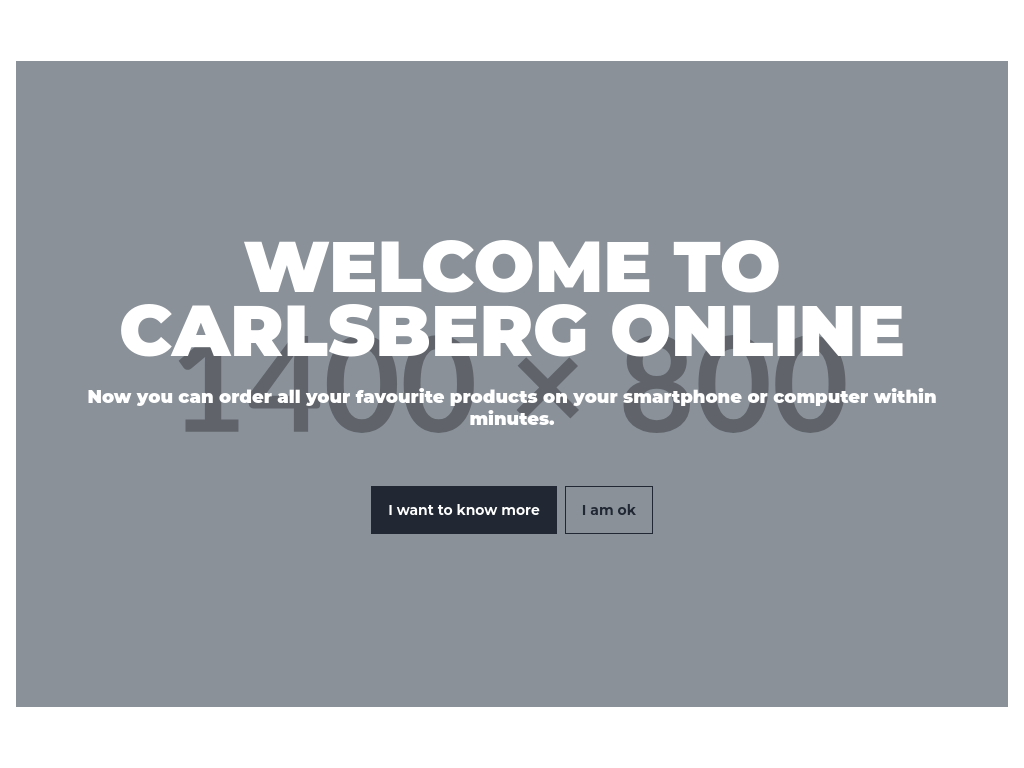 WELCOME TO
CARLSBERG ONLINE
1400 × 800
Now you can order all your favourite products on your smartphone or computer within
minutes.
I want to know more
I am ok